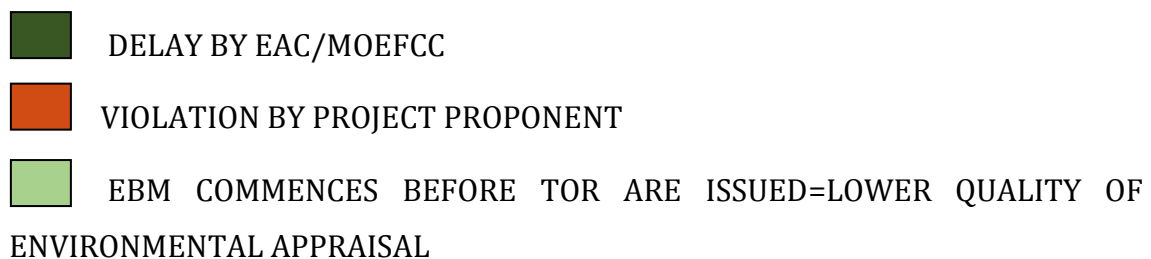 DELAY BY EAC/MOEFCC
VIOLATION BY PROJECT PROPONENT
EBM COMMENCES BEFORE TOR ARE ISSUED=LOWER QUALITY OF
ENVIRONMENTAL APPRAISAL